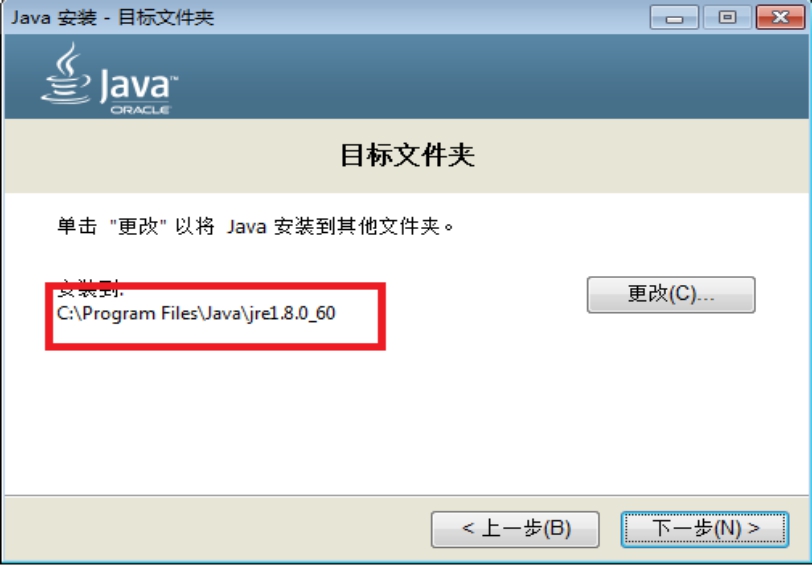 Java 安装 - 目标文件夹
Java™
ORACLE
目标文件夹
单击 "更改" 以将 Java 安装到其他文件夹。
安装到:
C:\Program Files\Java\jre1.8.0_60
更改(C)...
< 上一步(B)
下一步(N) >